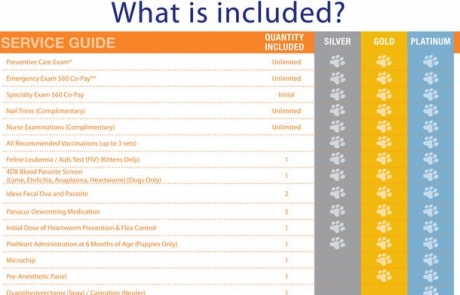 What is included?
SERVICE GUIDE QUANTITY INCLUDED SILVER GOLD PLATINUM
Preventive Care Exam* Unlimited
Emergency Exam $60 Co-Pay** Unlimited
Specialty Exam $60 Co-Pay Initial
Nail Trims (Complimentary) Unlimited
Nurse Examinations (Complimentary) Unlimited
All Recommended Vaccinations (up to 3 sets)
Feline Leukemia / Aids Test (FIV) (Kittens Only) 1
4DX Blood Parasite Screen
(Lyme, Ehrlichia, Anaplasma, Heartworm) (Dogs Only) 1
Idexx Fecal Ova and Parasite 2
Panacur Deworming Medication 3
Initial Dose of Heartworm Prevention & Flea Control 1
ProHeart Administration at 6 Months of Age (Puppies Only) 1
Microchip 1
Pre-Anesthetic Panel 1
Ovariohysterectomy (Spay) / Castration (Neuter) 1